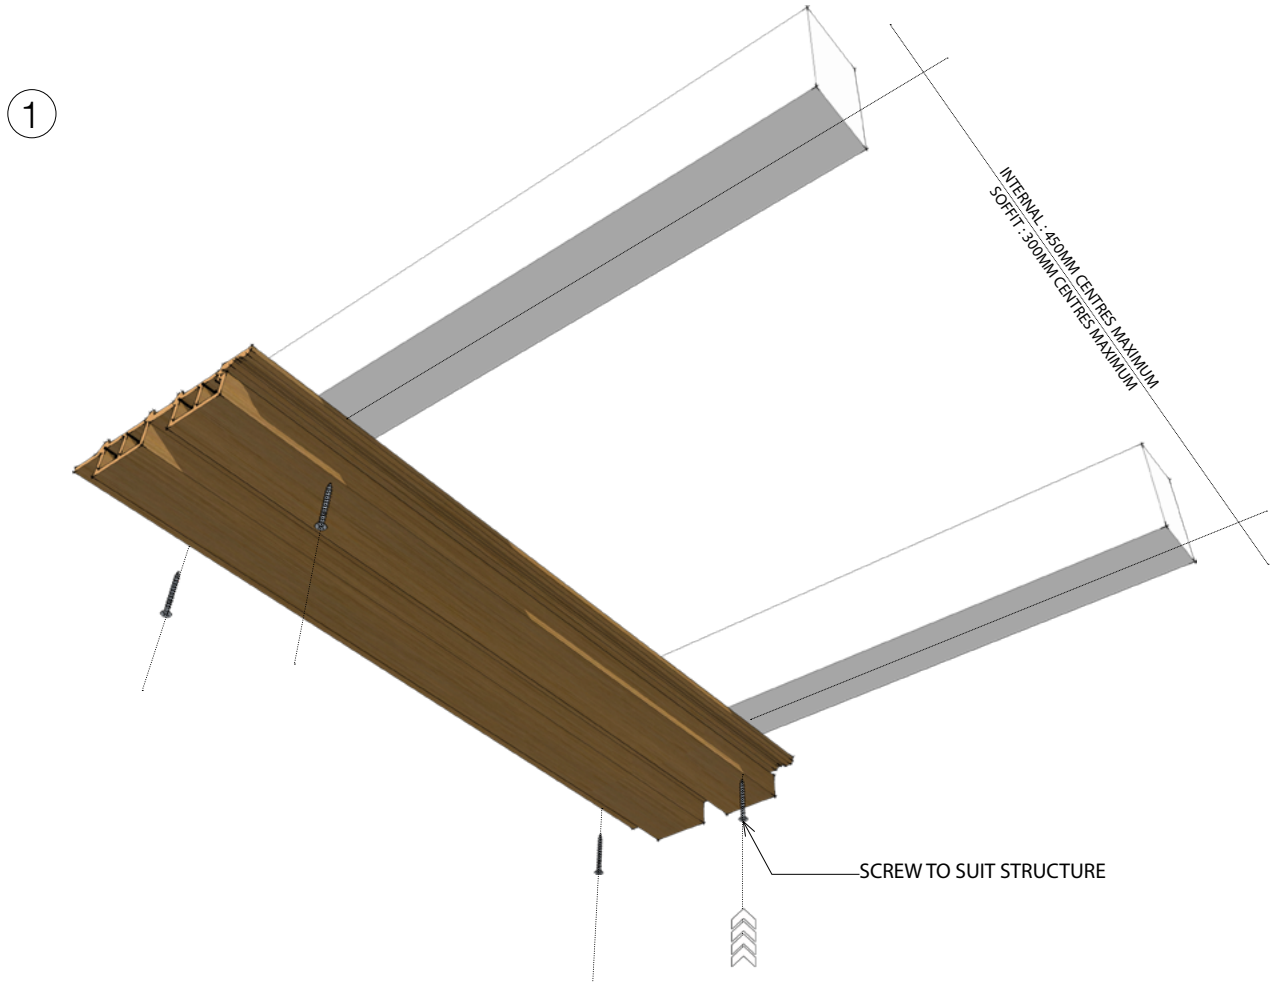 1
INTERNAL : 450MM CENTRES MAXIMUM
SOFFIT : 300MM CENTRES MAXIMUM
SCREW TO SUIT STRUCTURE